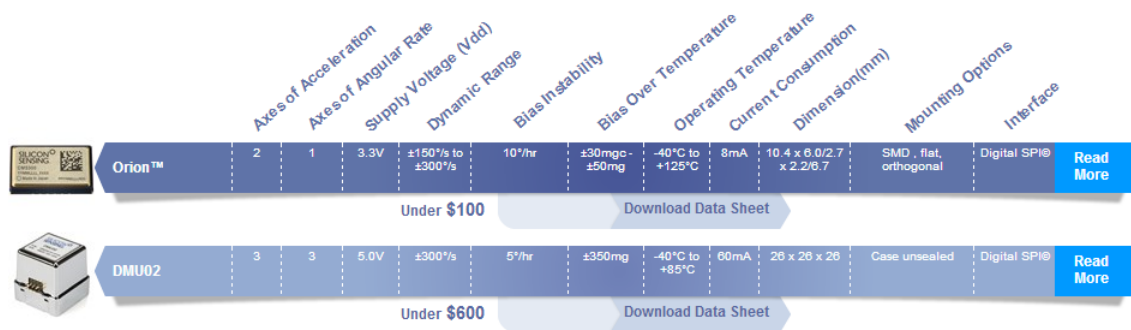 Axes of Acceleration
Axes of Angular Rate
Supply Voltage (Vdd)
Dynamic Range
Bias Instability
Bias Over Temperature
Operating Temperature
Current Consumption
Dimension(mm)
Mounting Options
Interface
SILICON
SENSING
Orion™
2
1
3.3V
±150°/s to
±300°/s
10°/hr
±30mgc -
±50mg
-40°C to
+125°C
8mA
10.4 x 6.0/2.7
x 2.2/6.7
SMD , flat,
orthogonal
Digital SPI®
Read
More
Under $100
Download Data Sheet
DMU02
3
3
5.0V
±300°/s
5°/hr
±350mg
-40°C to
+85°C
60mA
26 x 26 x 26
Case unsealed
Digital SPI®
Read
More
Under $600
Download Data Sheet